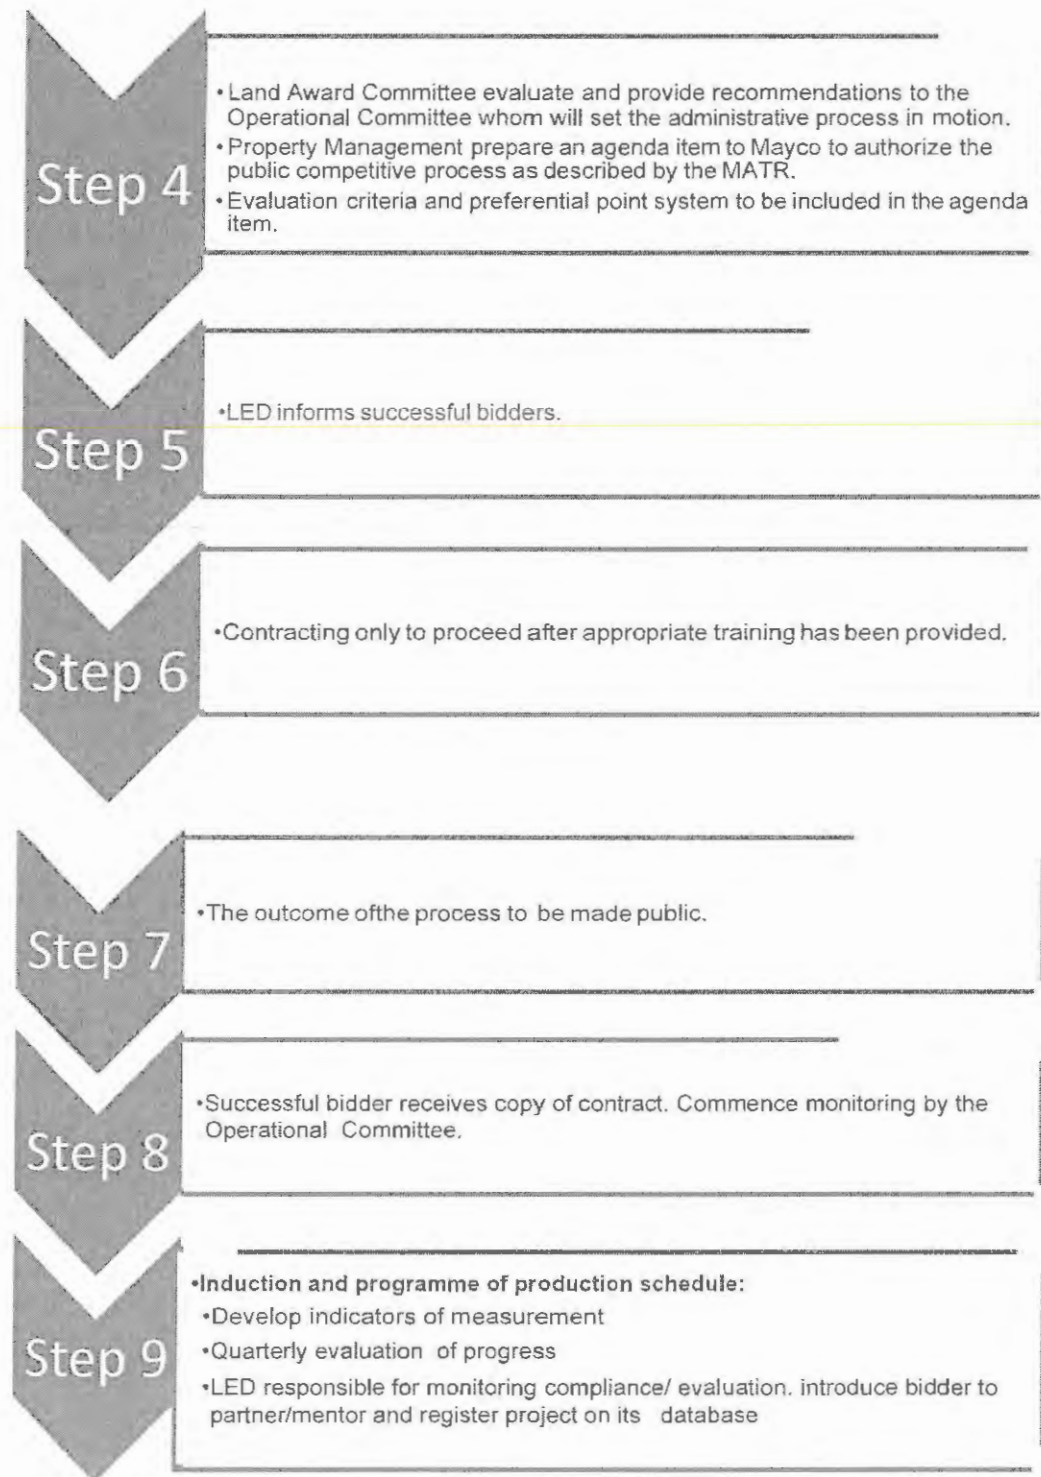 Step 4
• Land Award Committee evaluate and provide recommendations to the
Operational Committee whom will set the administrative process in motion.
• Property Management prepare an agenda item to Mayco to authorize the
public competitive process as described by the MATR.
• Evaluation criteria and preferential point system to be included in the agenda
item.
Step 5
•LED informs successful bidders.
Step 6
•Contracting only to proceed after appropriate training has been provided.
Step 7
•The outcome ofthe process to be made public.
Step 8
•Successful bidder receives copy of contract. Commence monitoring by the
Operational Committee.
Step 9
•Induction and programme of production schedule:
•Develop indicators of measurement
•Quarterly evaluation of progress
•LED responsible for monitoring compliance/ evaluation. introduce bidder to
partner/mentor and register project on its database